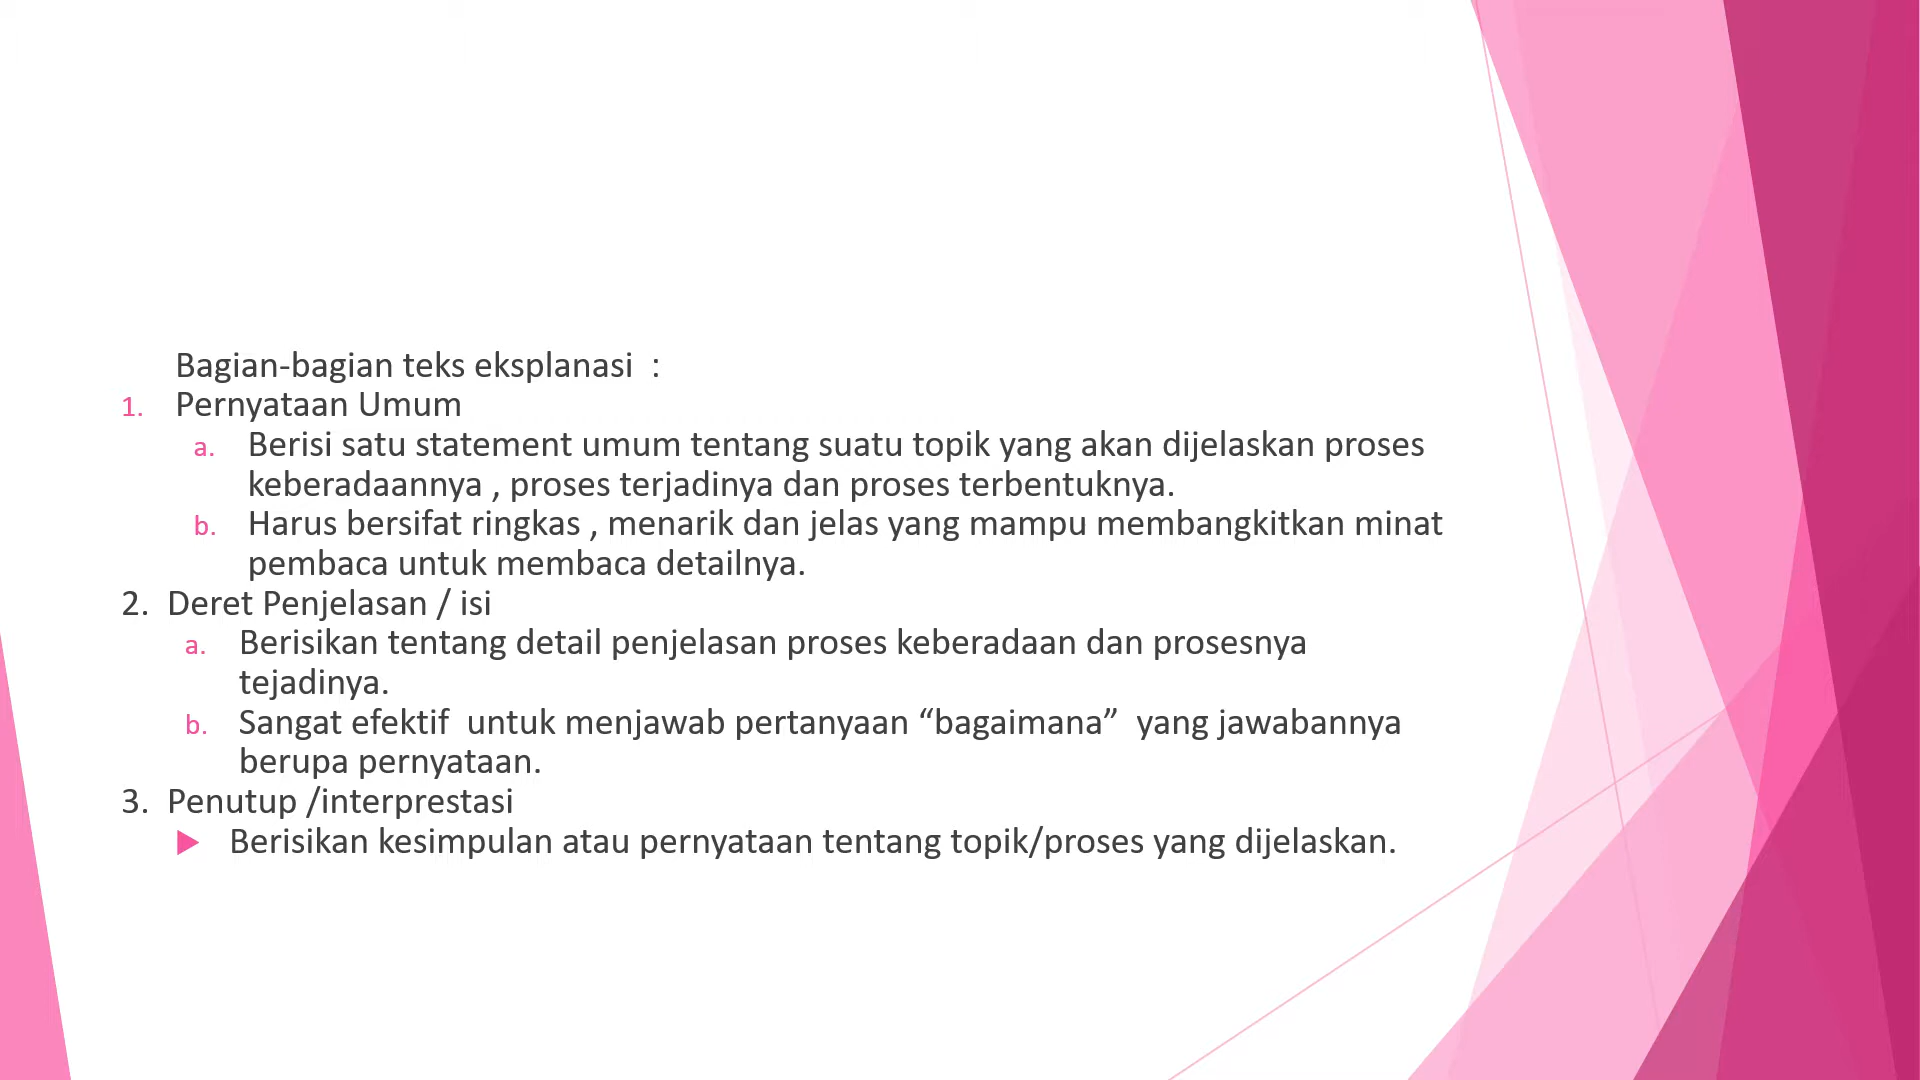 Bagian-bagian teks eksplanasi  :
1. Pernyataan Umum
a. Berisi satu statement umum tentang suatu topik yang akan dijelaskan proses
keberadaannya , proses terjadinya dan proses terbentuknya.
b. Harus bersifat ringkas , menarik dan jelas yang mampu membangkitkan minat
pembaca untuk membaca detailnya.
2. Deret Penjelasan / isi
a. Berisikan tentang detail penjelasan proses keberadaan dan prosesnya
tejadinya.
b. Sangat efektif  untuk menjawab pertanyaan “bagaimana”  yang jawabannya
berupa pernyataan.
3. Penutup /interprestasi
Berisikan kesimpulan atau pernyataan tentang topik/proses yang dijelaskan.